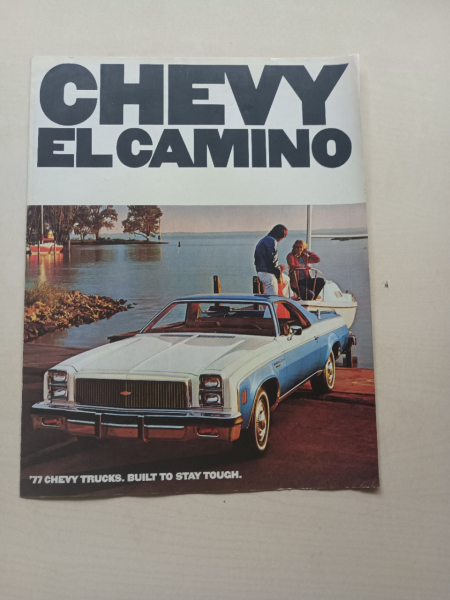 CHEVY
EL CAMINO
'77 CHEVY TRUCKS. BUILT TO STAY TOUGH.